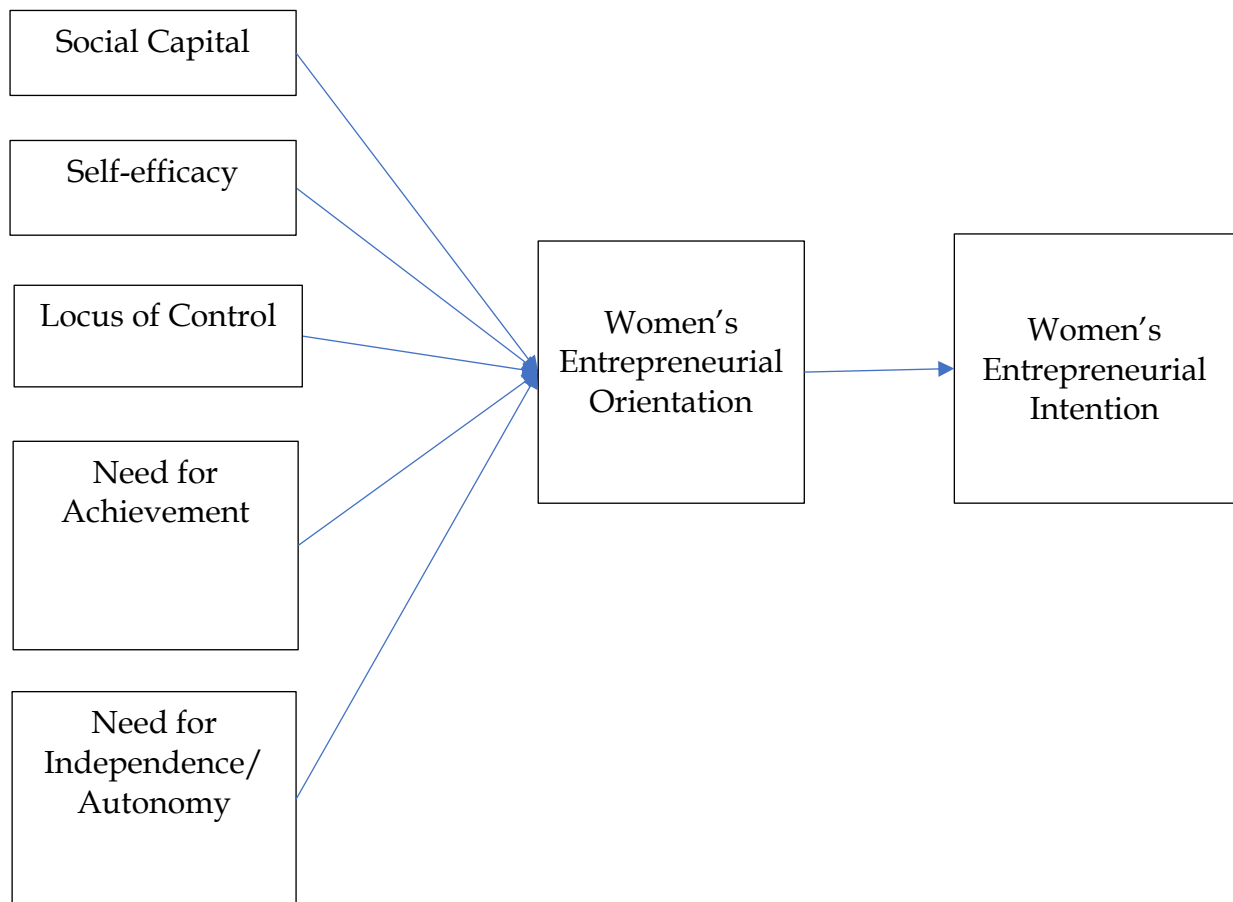 Social Capital
Self-efficacy
Locus of Control
Need for
Achievement
Need for
Independence/
Autonomy
Women’s
Entrepreneurial
Orientation
Women’s
Entrepreneurial
Intention